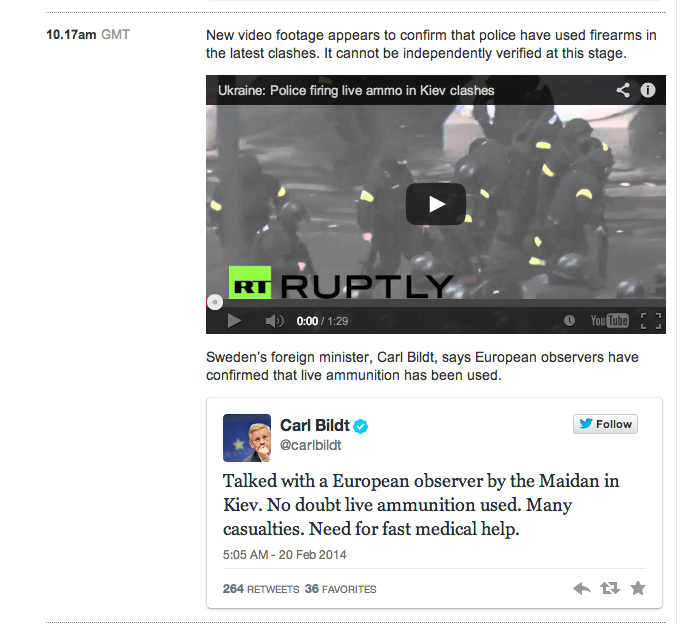 10.17am GMT
New video footage appears to confirm that police have used firearms in
the latest clashes. It cannot be independently verified at this stage.
Ukraine: Police firing live ammo in Kiev clashes
RT RUPTLY
0:00 / 1:29
YouTube
Sweden's foreign minister, Carl Bildt, says European observers have
confirmed that live ammunition has been used.
Carl Bildt
Follow
@carlbildt
Talked with a European observer by the Maidan in
Kiev. No doubt live ammunition used. Many
casualties. Need for fast medical help.
5:05 AM - 20 Feb 2014
264 RETWEETS 36 FAVORITES